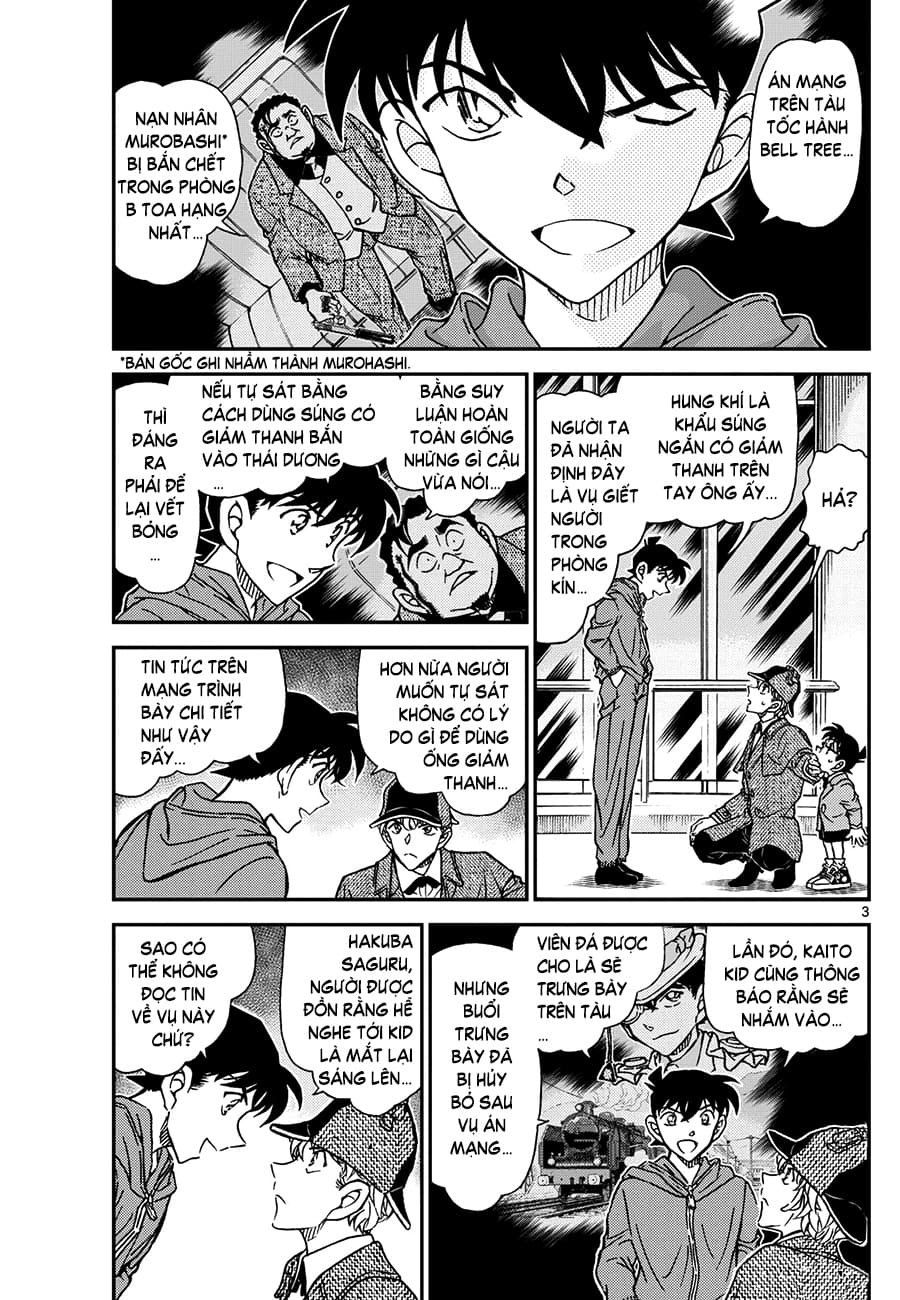 ÁN MẠNG
TRÊN TÀU
TỐC HÀNH
BELL TREE...
NẠN NHÂN
MUROBASHI*
BỊ BẮN CHẾT
TRONG PHÒNG
B TOA HẠNG
NHẤT...
*BẢN GỐC GHI NHẦM THÀNH MUROHASHI.
HẢ?
HUNG KHÍ LÀ
KHẨU SÚNG
NGẮN CÓ GIẢM
THANH TRÊN
TAY ÔNG ẤY...
NGƯỜI TA
ĐÃ NHẬN
ĐỊNH ĐÂY
LÀ VỤ GIẾT
NGƯỜI
TRONG
PHÒNG
KÍN...
BẰNG SUY
LUẬN HOÀN
TOÀN GIỐNG
NHỮNG GÌ CẬU
VỪA NÓI...
NẾU TỰ SÁT BẰNG
CÁCH DÙNG SÚNG CÓ
GIẢM THANH BẮN
VÀO THÁI DƯƠNG
...
THÌ
ĐÁNG
RA
PHẢI ĐỂ
LẠI VẾT
BỎNG
...
HƠN NỮA NGƯỜI
MUỐN TỰ SÁT
KHÔNG CÓ LÝ
DO GÌ ĐỂ DÙNG
ỐNG GIẢM
THANH...
TIN TỨC TRÊN
MẠNG TRÌNH
BÀY CHI TIẾT
NHƯ VẬY
ĐẤY...
3
LẦN ĐÓ, KAITO
KID CŨNG THÔNG
BÁO RẰNG SẼ
NHẮM VÀO...
VIÊN ĐÁ ĐƯỢC
CHO LÀ SẼ
TRƯNG BÀY
TRÊN TÀU
...
NHƯNG
BUỔI
TRƯNG
BÀY ĐÃ
BỊ HỦY
BỎ SAU
VỤ ÁN
MẠNG...
HAKUBA
SAGURU,
NGƯỜI ĐƯỢC
ĐỒN RẰNG HỄ
NGHE TỚI KID
LÀ MẮT LẠI
SÁNG LÊN...
SAO CÓ
THỂ KHÔNG
ĐỌC TIN
VỀ VỤ NÀY
CHỨ?